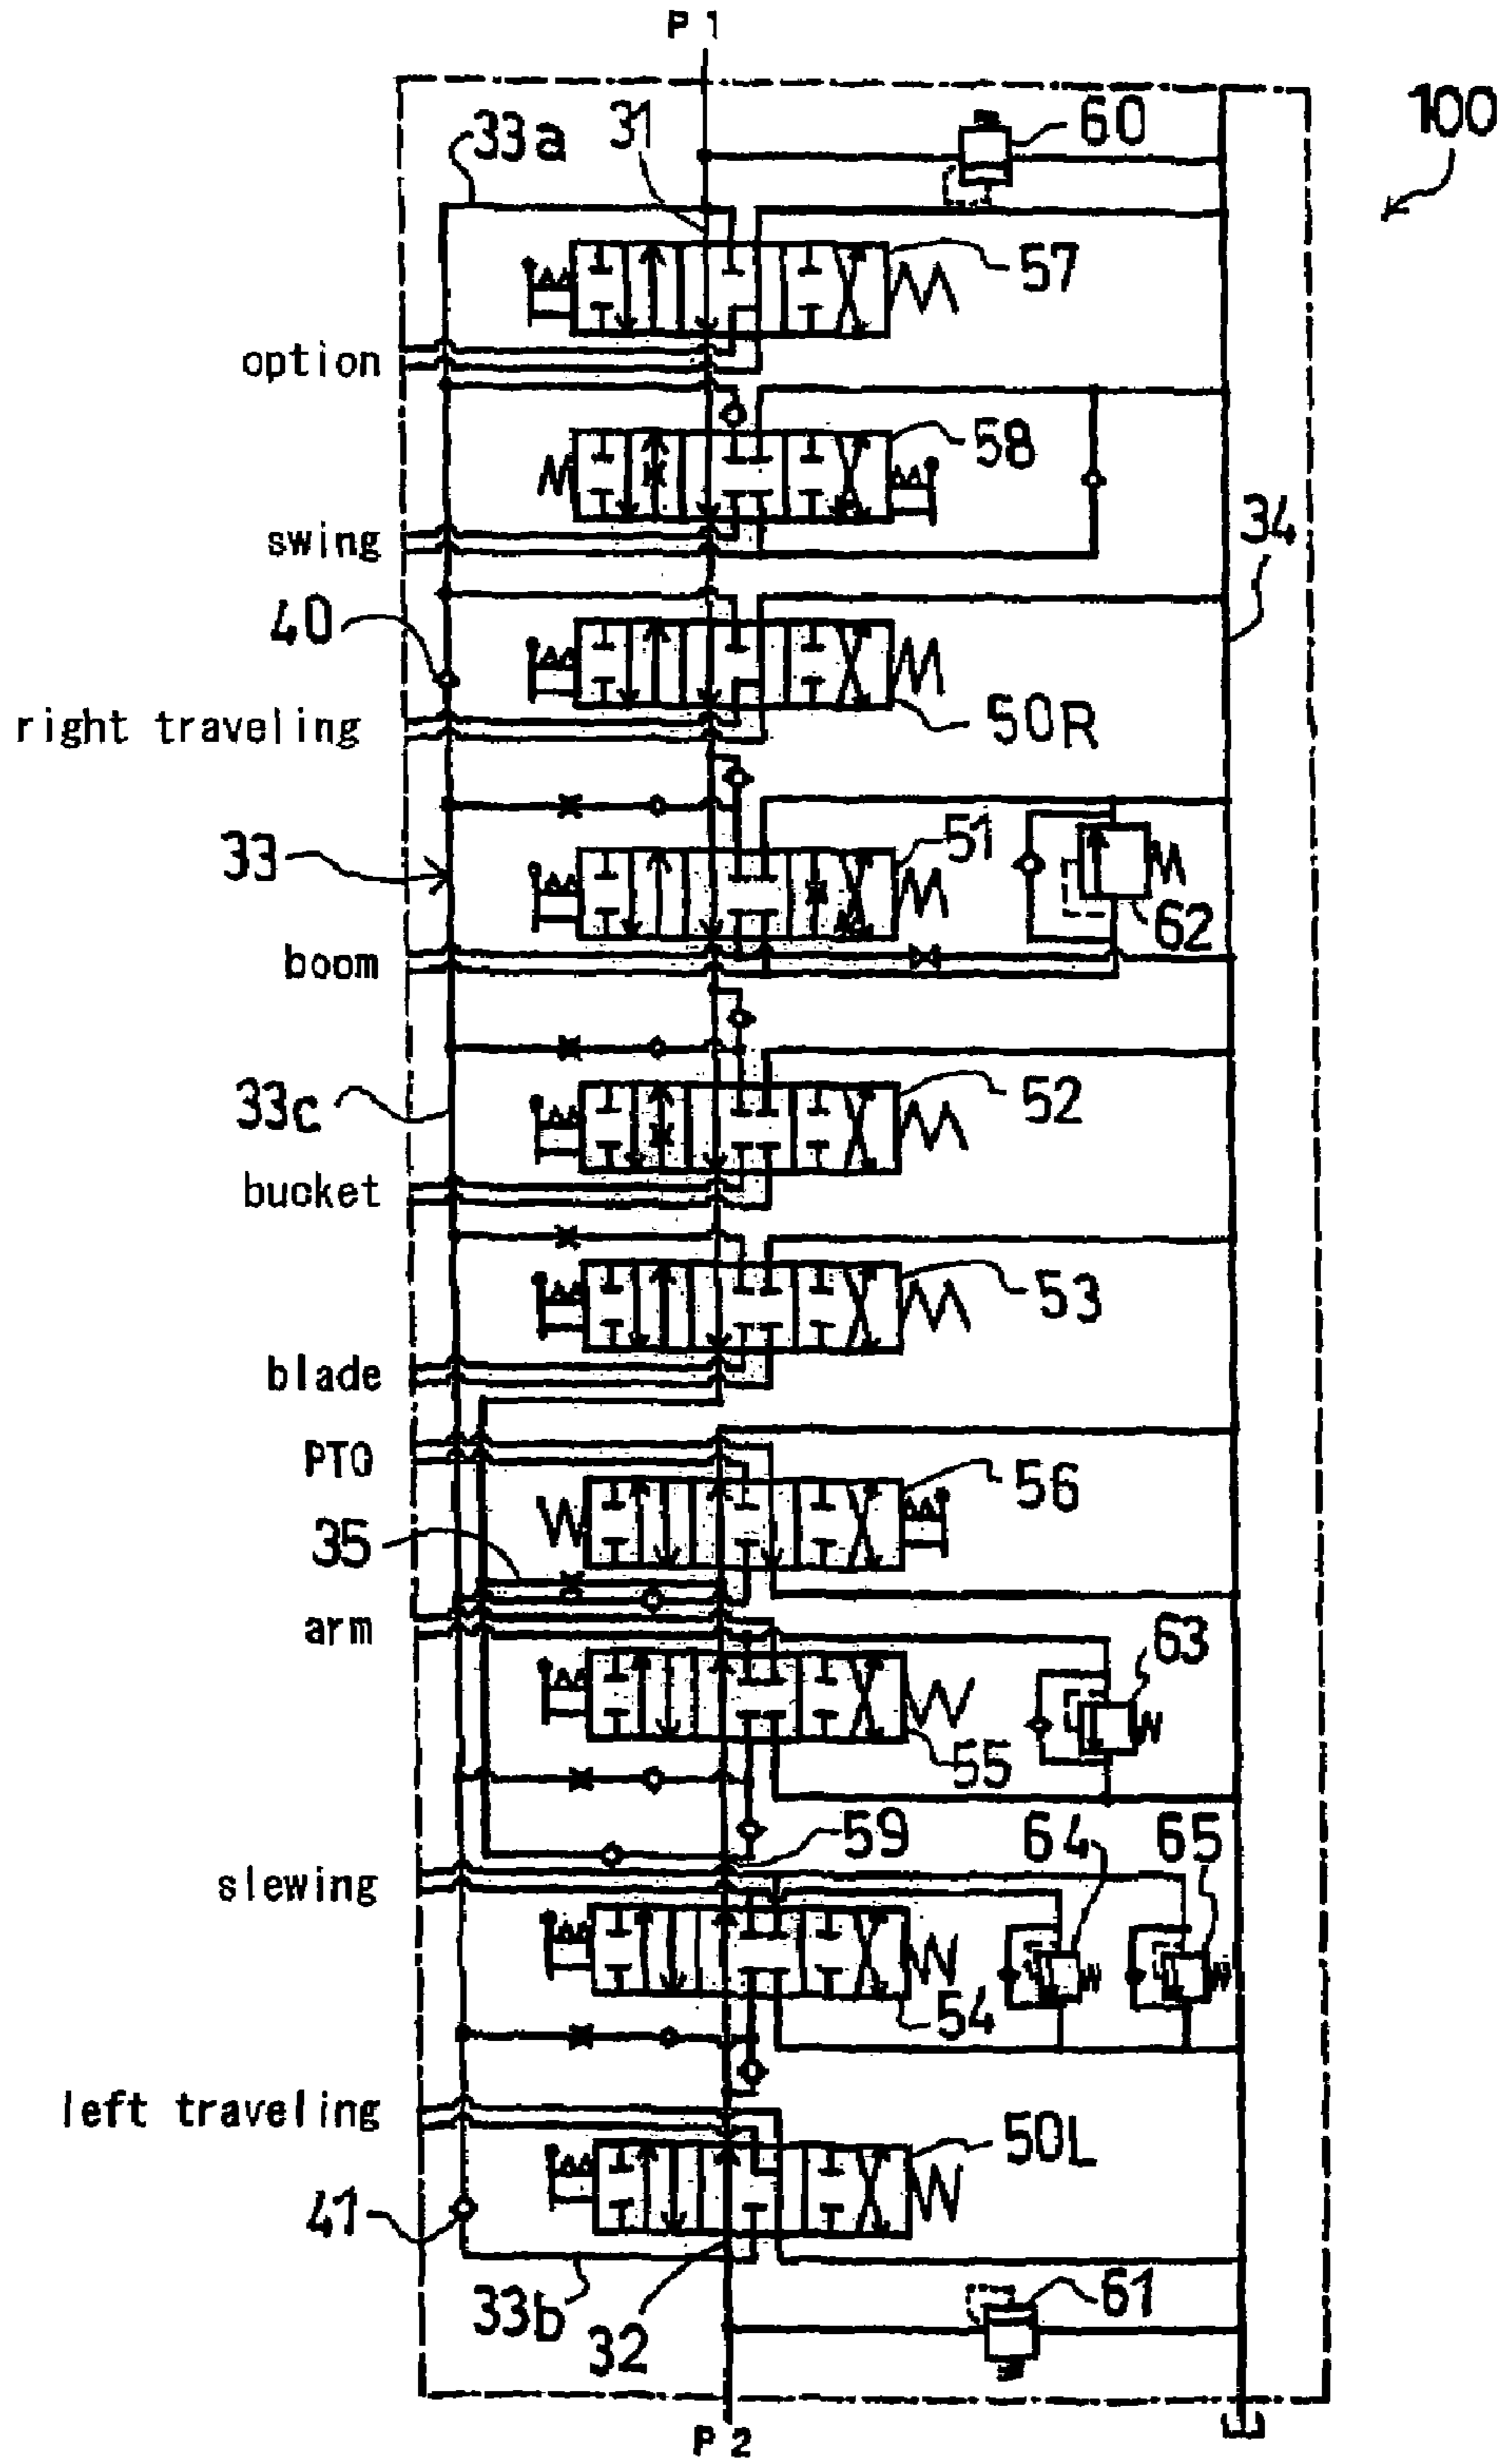 P1
100
33a
31
60
57
option
58
swing
34
40
right traveling
50R
33
51
62
boom
33c
52
bucket
53
blade
PTO
56
35
arm
63
55
59
64
65
slewing
54
left traveling
50L
41
33b
32
61
P2